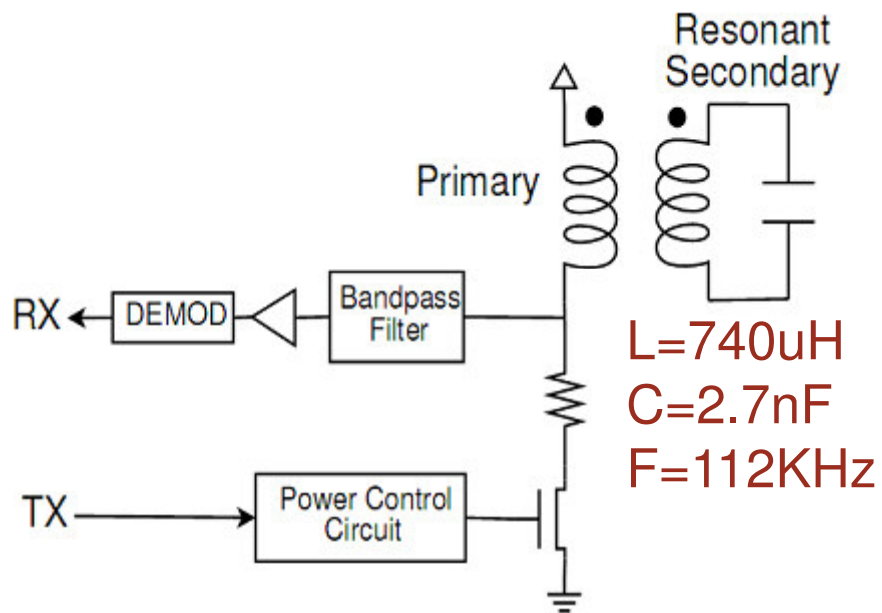 Resonant
Secondary
Primary
RX
DEMOD
Bandpass
Filter
L=740uH
C=2.7nF
F=112KHz
TX
Power Control
Circuit